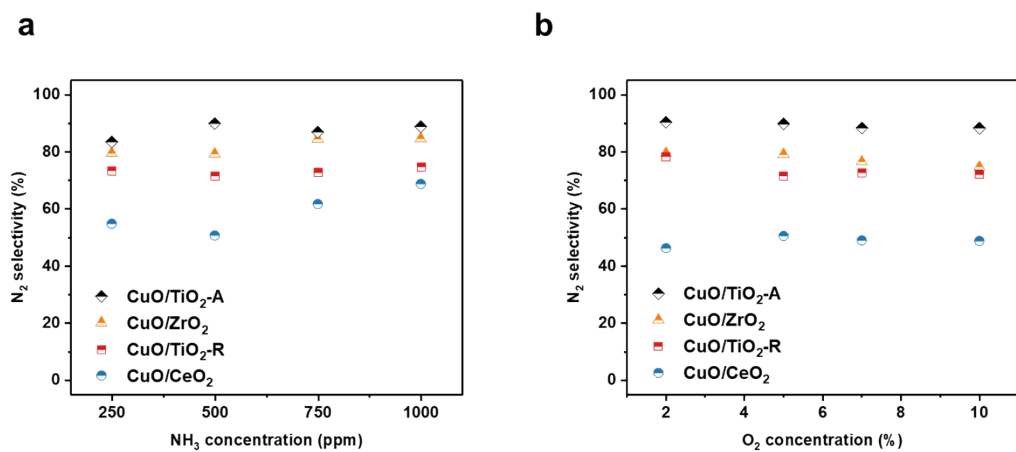 a
100
80
60
40
20
0
N₂ selectivity (%)
CuO/TiO₂-A
CuO/ZrO₂
CuO/TiO₂-R
CuO/CeO₂
250 500 750 1000
NH₃ concentration (ppm)
b
100
80
60
40
20
0
N₂ selectivity (%)
CuO/TiO₂-A
CuO/ZrO₂
CuO/TiO₂-R
CuO/CeO₂
2 4 6 8 10
O₂ concentration (%)